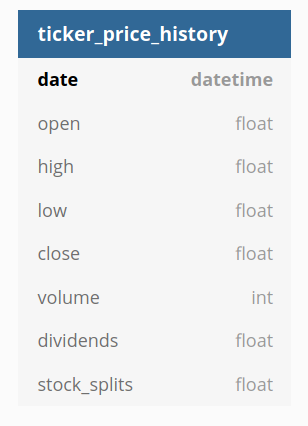 ticker_price_history
date datetime
open float
high float
low float
close float
volume int
dividends float
stock_splits float